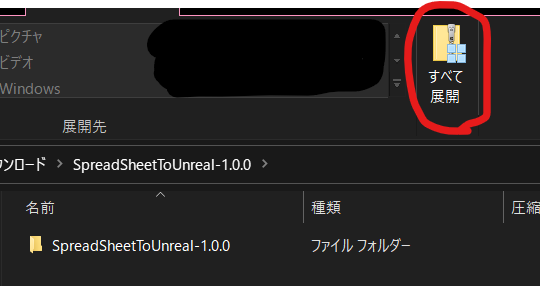 ピクチャ
ビデオ
Windows
すべて
展開
展開先
ウンロード > SpreadSheetToUnreal-1.0.0 >
名前
種類
圧縮
SpreadSheetToUnreal-1.0.0
ファイル フォルダー